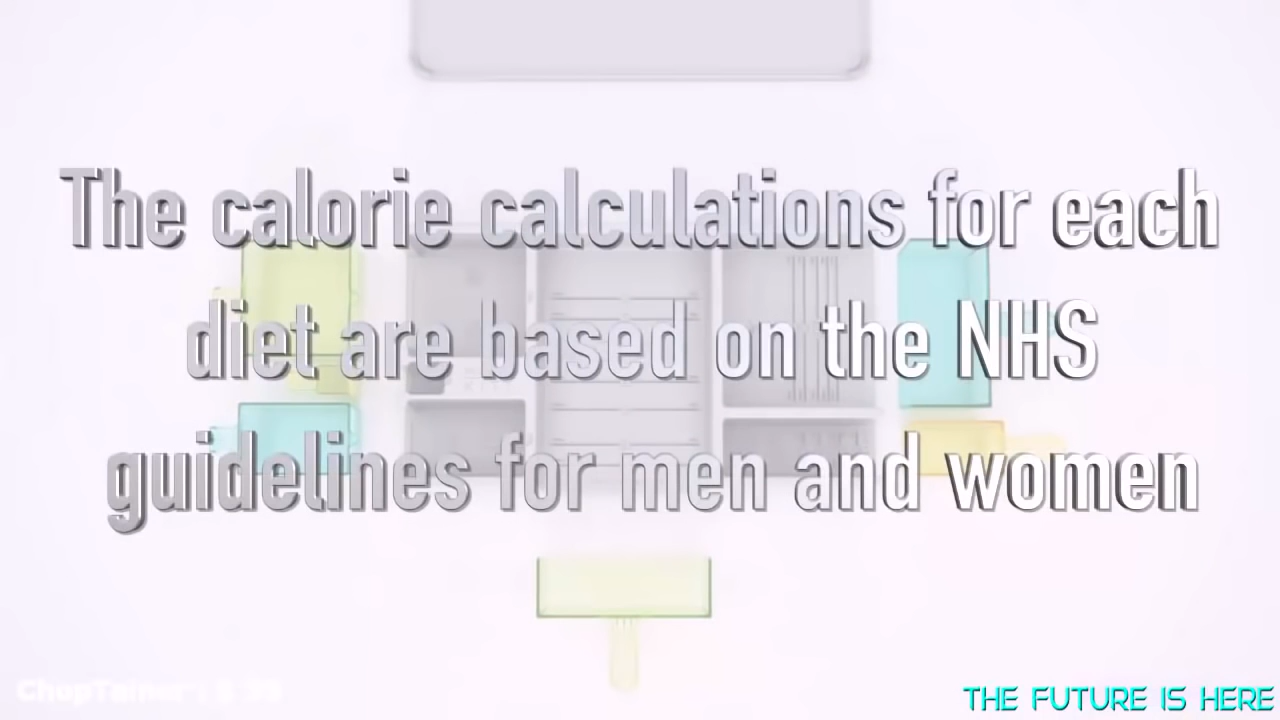 The calorie calculations for each
diet are based on the NHS
guidelines for men and women
THE FUTURE IS HERE